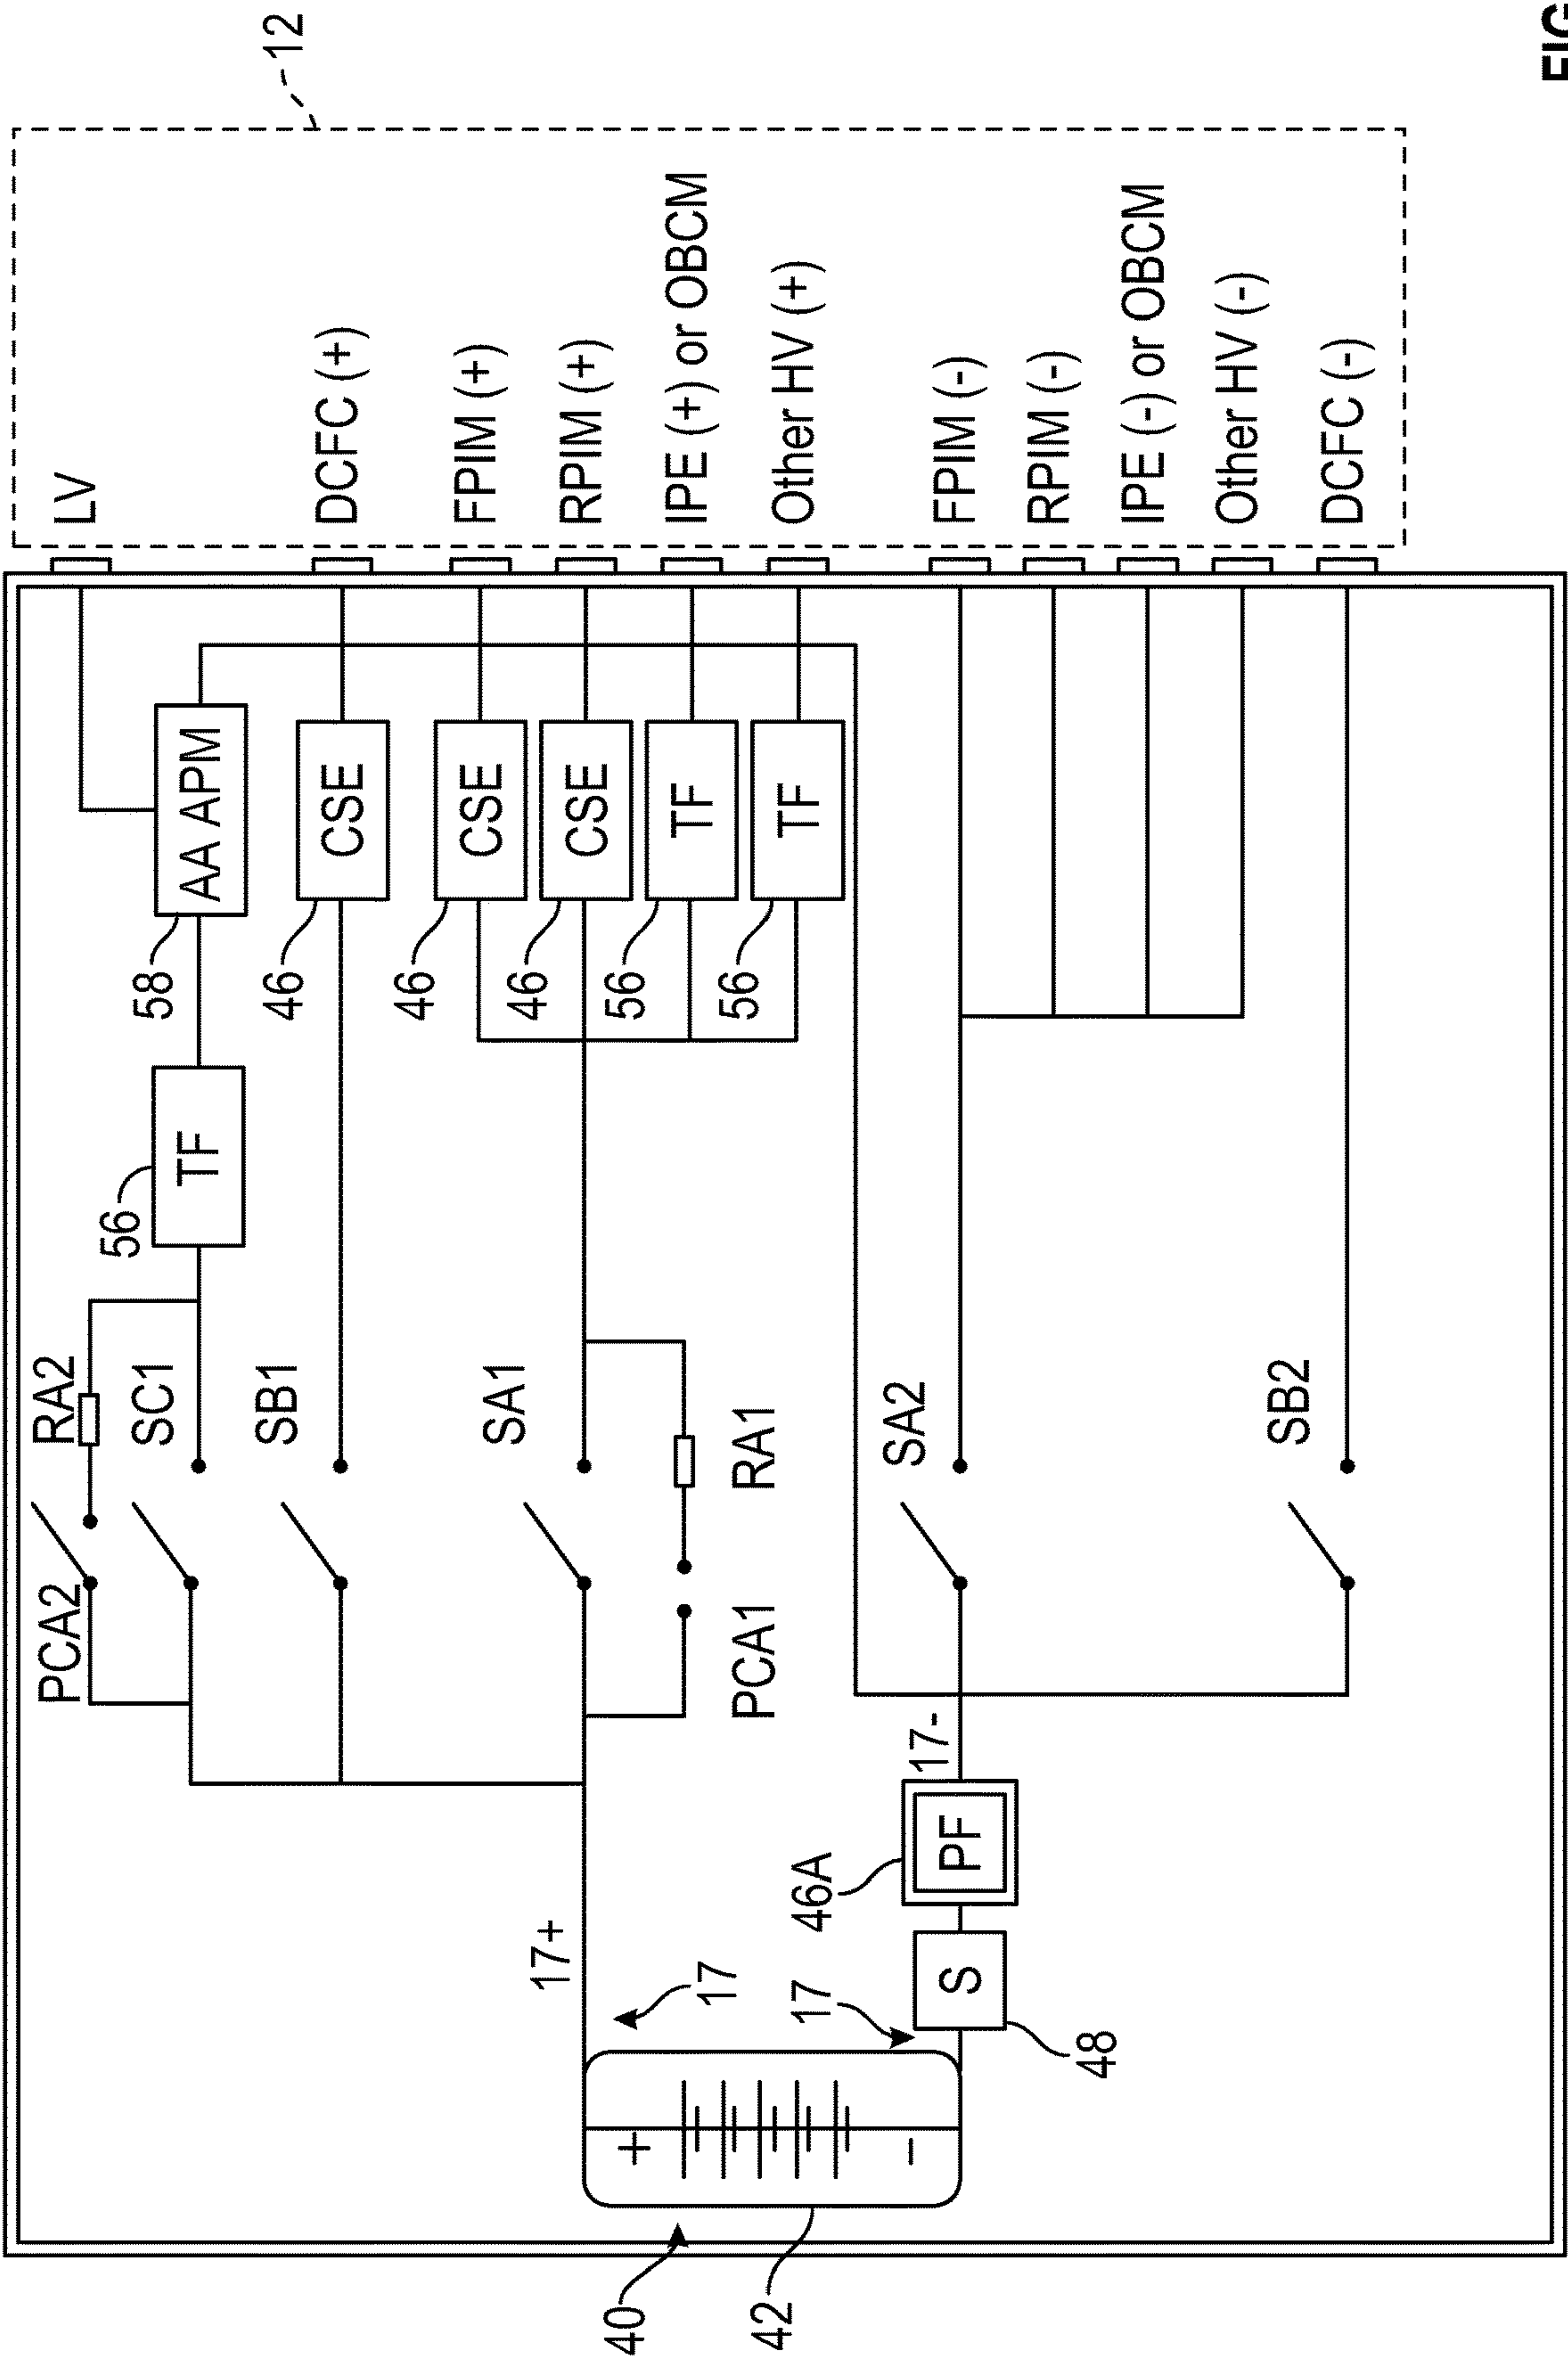 12
LV
DCFC (+)
FPIM (+)
RPIM (+)
IPE (+) or OBCM
Other HV (+)
FPIM (-)
RPIM (-)
IPE (-) or OBCM
Other HV (-)
DCFC (-)
AA APM
58
CSE
46
CSE
46
CSE
46
TF
56
TF
56
TF
56
RA2
PCA2
SC1
SB1
SA1
RA1
PCA1
SA2
SB2
17+
17
17
17-
PF
46A
S
48
+
-
40
42
FIG